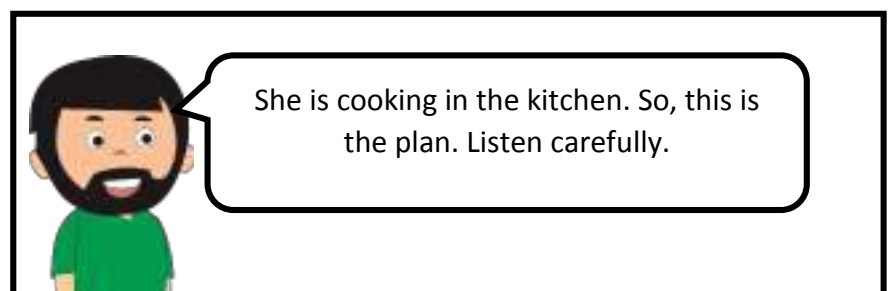 She is cooking in the kitchen. So, this is
the plan. Listen carefully.